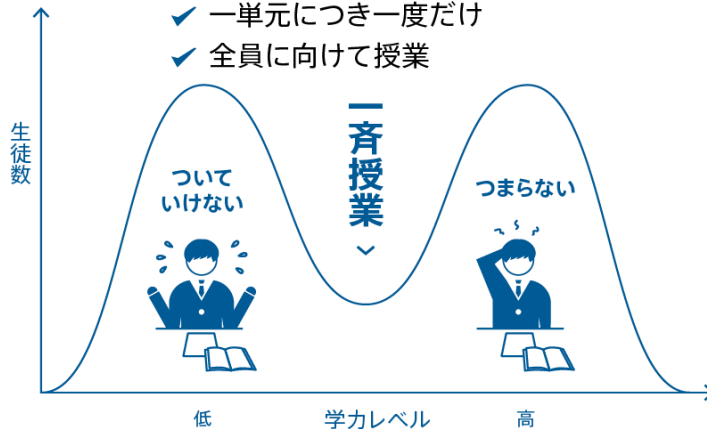 一単元につき一度だけ
全員に向けて授業
生徒数
一斉授業
ついて
いけない
つまらない
低
学力レベル
高